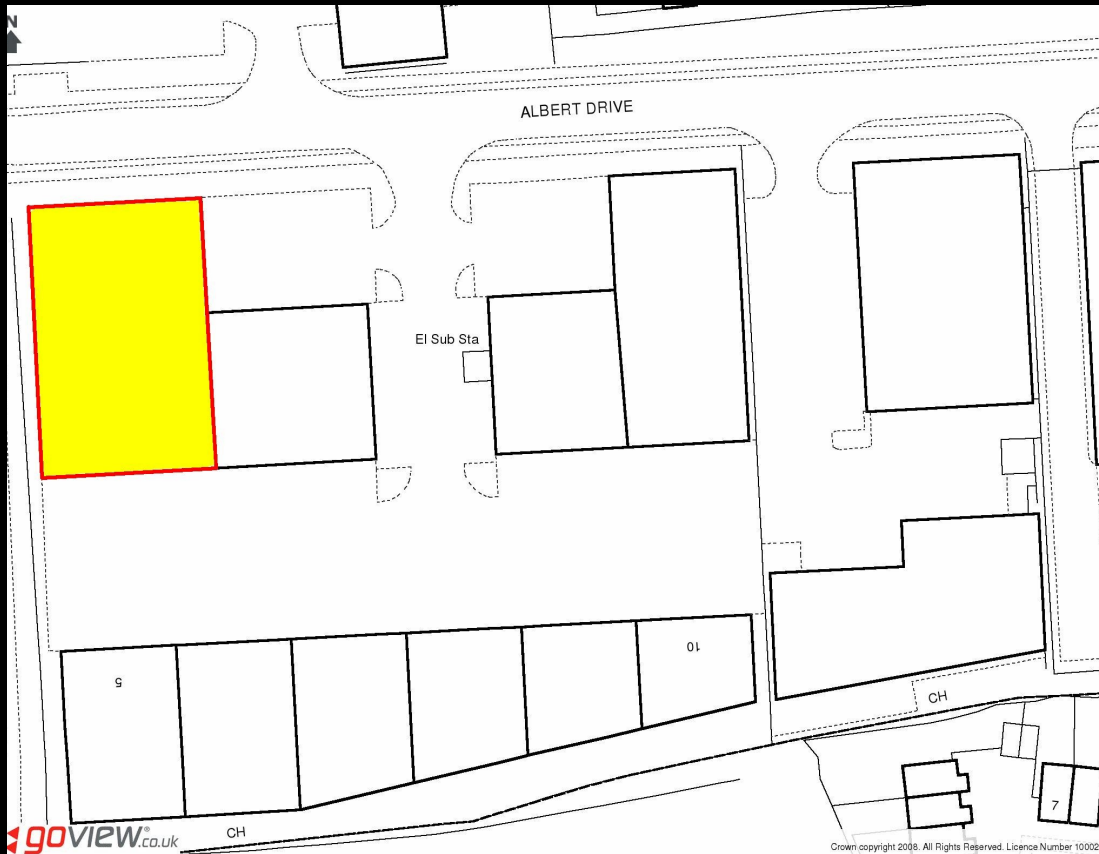 N
ALBERT DRIVE
El Sub Sta
5
10
CH
7
CH
goview.co.uk
Crown copyright 2008. All Rights Reserved. Licence Number 10002